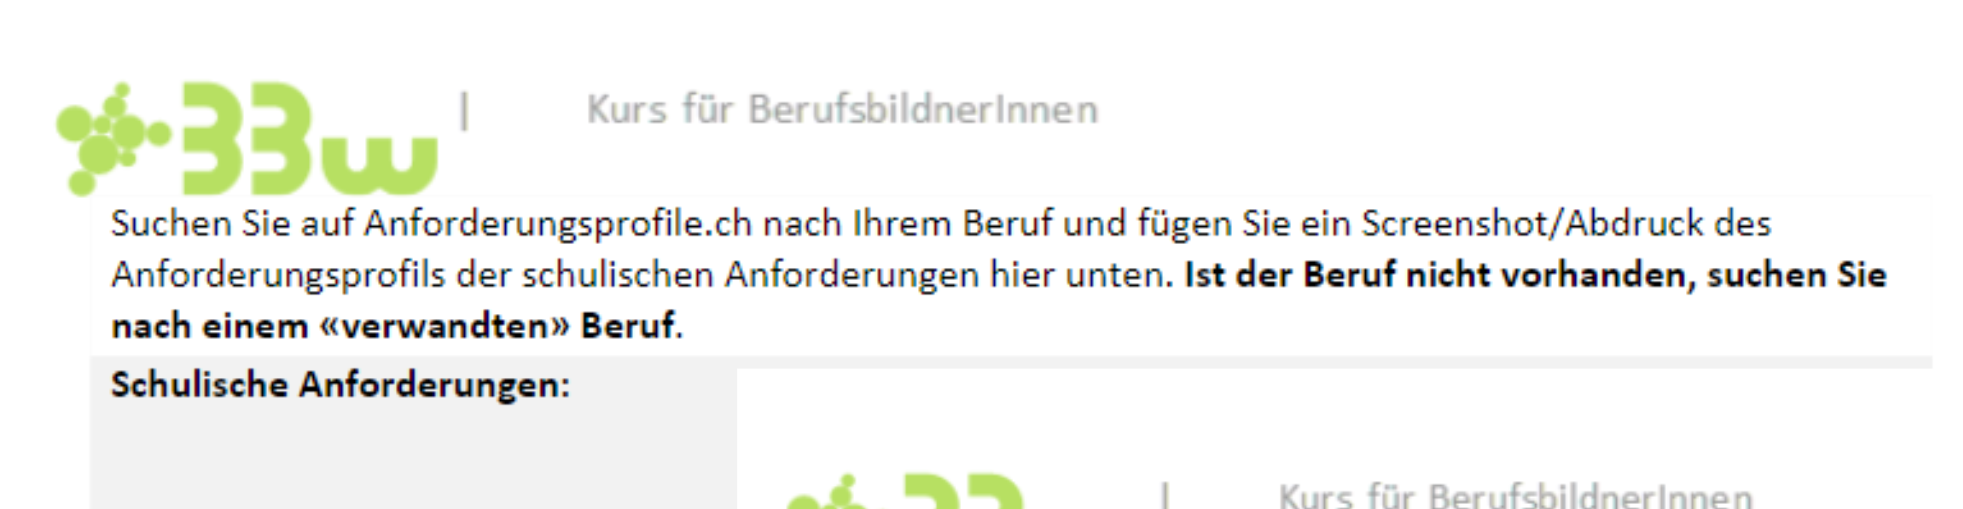 33w | Kurs für BerufsbildnerInnen
Suchen Sie auf Anforderungsprofile.ch nach Ihrem Beruf und fügen Sie ein Screenshot/Abdruck des
Anforderungsprofils der schulischen Anforderungen hier unten. Ist der Beruf nicht vorhanden, suchen Sie
nach einem «verwandten» Beruf.
Schulische Anforderungen:
| Kurs für BerufsbildnerInnen